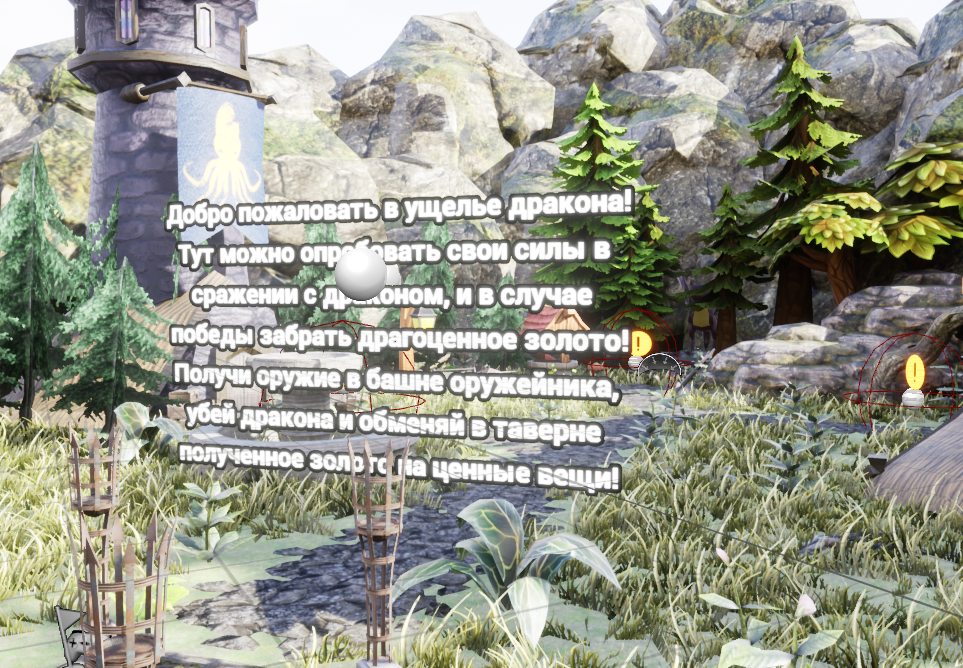 Добро пожаловать в ущелье дракона!
Тут можно опробовать свои силы в
сражении с драконом, и в случае
победы забрать драгоценное золото!
Получи оружие в башне оружейника,
убей дракона и обменяй в таверне
полученное золото на ценные вещи!